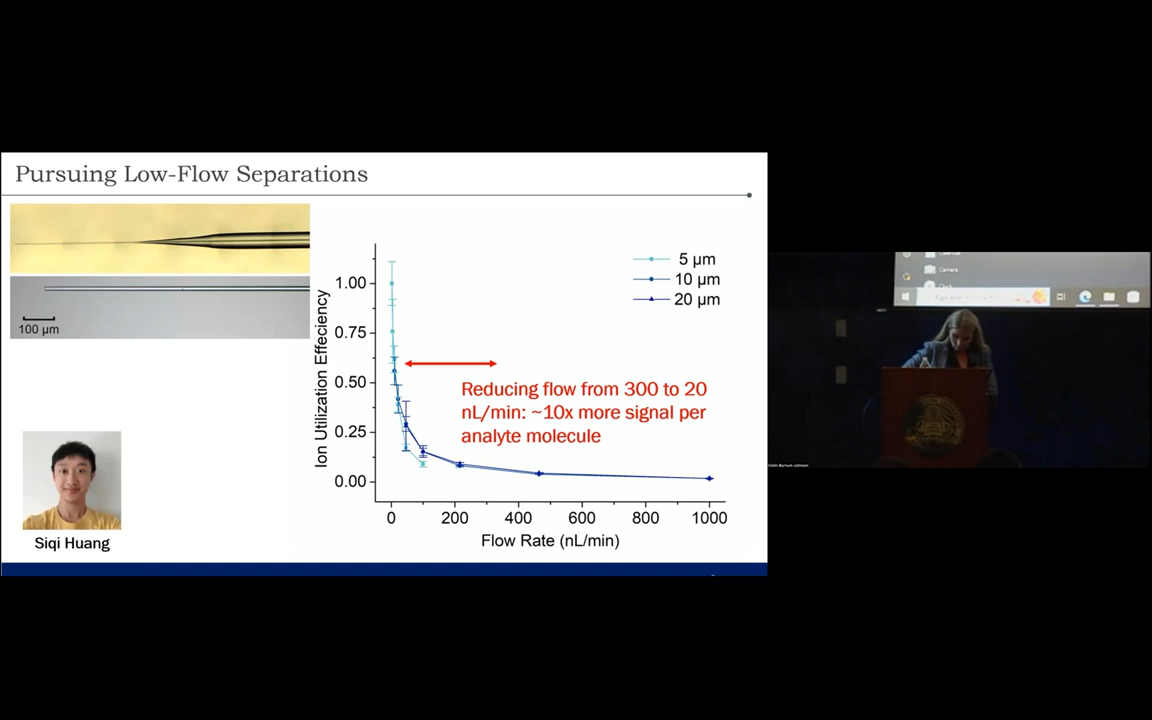 Pursuing Low-Flow Separations
100 µm
Siqi Huang
Ion Utilization Effeciency
1.00
0.75
0.50
0.25
0.00
0
200
400
600
800
1000
Flow Rate (nL/min)
5 µm
10 µm
20 µm
Reducing flow from 300 to 20
nL/min: ~10x more signal per
analyte molecule
Camera